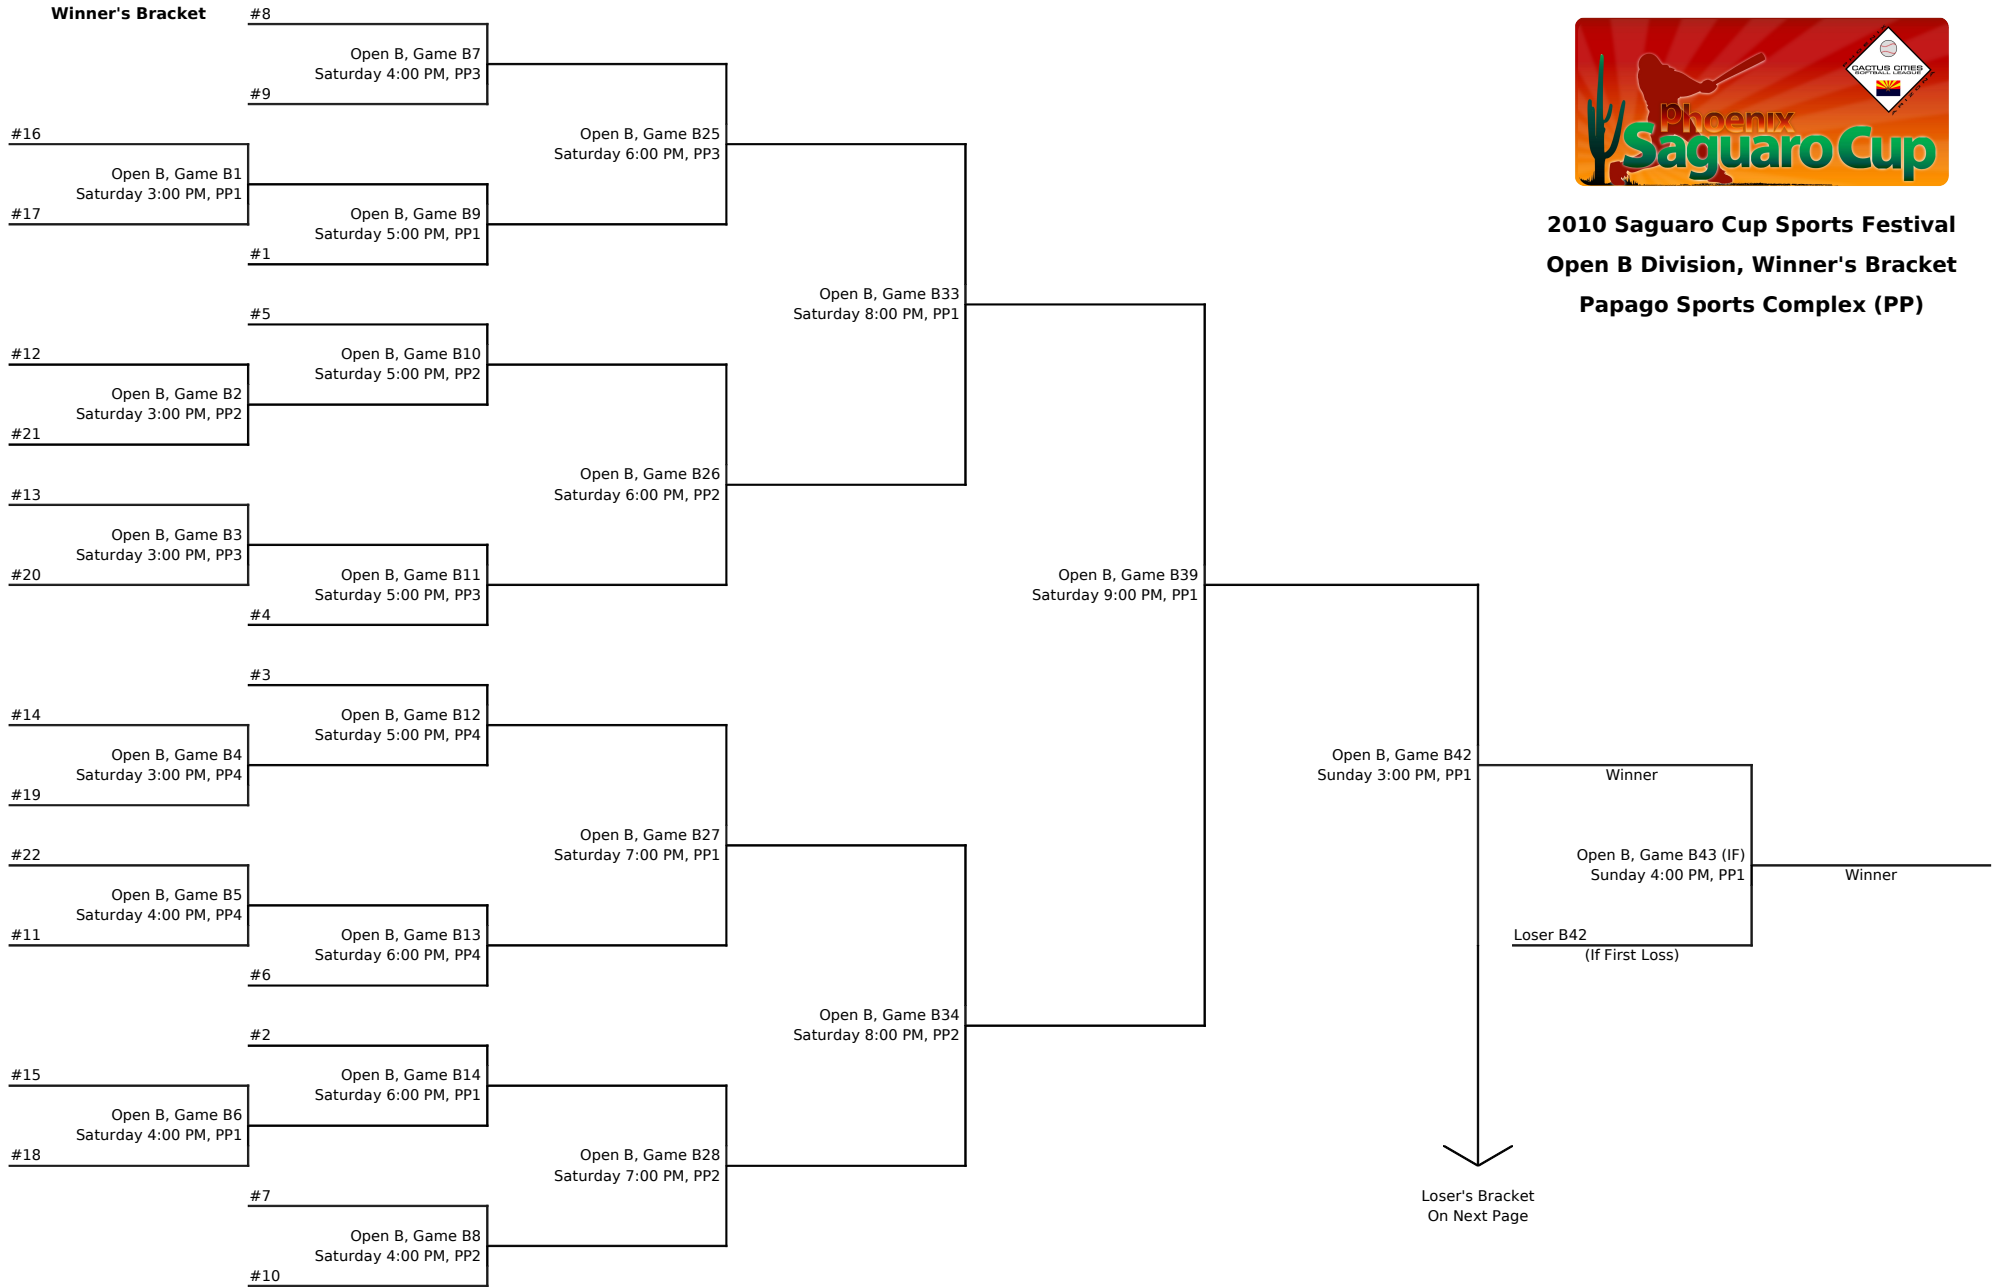 Winner's Bracket
#8
Open B, Game B7
Saturday 4:00 PM, PP3
#9
#16
Open B, Game B1
Saturday 3:00 PM, PP1
#17
Open B, Game B9
Saturday 5:00 PM, PP1
#1
Open B, Game B25
Saturday 6:00 PM, PP3
#5
#12
Open B, Game B10
Saturday 5:00 PM, PP2
Open B, Game B2
Saturday 3:00 PM, PP2
#21
#13
Open B, Game B3
Saturday 3:00 PM, PP3
#20
Open B, Game B11
Saturday 5:00 PM, PP3
#4
Open B, Game B26
Saturday 6:00 PM, PP2
Open B, Game B33
Saturday 8:00 PM, PP1
#3
#14
Open B, Game B12
Saturday 5:00 PM, PP4
Open B, Game B4
Saturday 3:00 PM, PP4
#19
#22
Open B, Game B5
Saturday 4:00 PM, PP4
#11
Open B, Game B13
Saturday 6:00 PM, PP4
#6
Open B, Game B27
Saturday 7:00 PM, PP1
#2
#15
Open B, Game B14
Saturday 6:00 PM, PP1
Open B, Game B6
Saturday 4:00 PM, PP1
#18
#7
Open B, Game B8
Saturday 4:00 PM, PP2
#10
Open B, Game B28
Saturday 7:00 PM, PP2
Open B, Game B34
Saturday 8:00 PM, PP2
Open B, Game B39
Saturday 9:00 PM, PP1
Open B, Game B42
Sunday 3:00 PM, PP1
Winner
Open B, Game B43 (IF)
Sunday 4:00 PM, PP1
Winner
Loser B42
(If First Loss)
Loser's Bracket
On Next Page
CACTUS CITIES
SOFTBALL LEAGUE
Phoenix
Saguaro Cup
2010 Saguaro Cup Sports Festival
Open B Division, Winner's Bracket
Papago Sports Complex (PP)